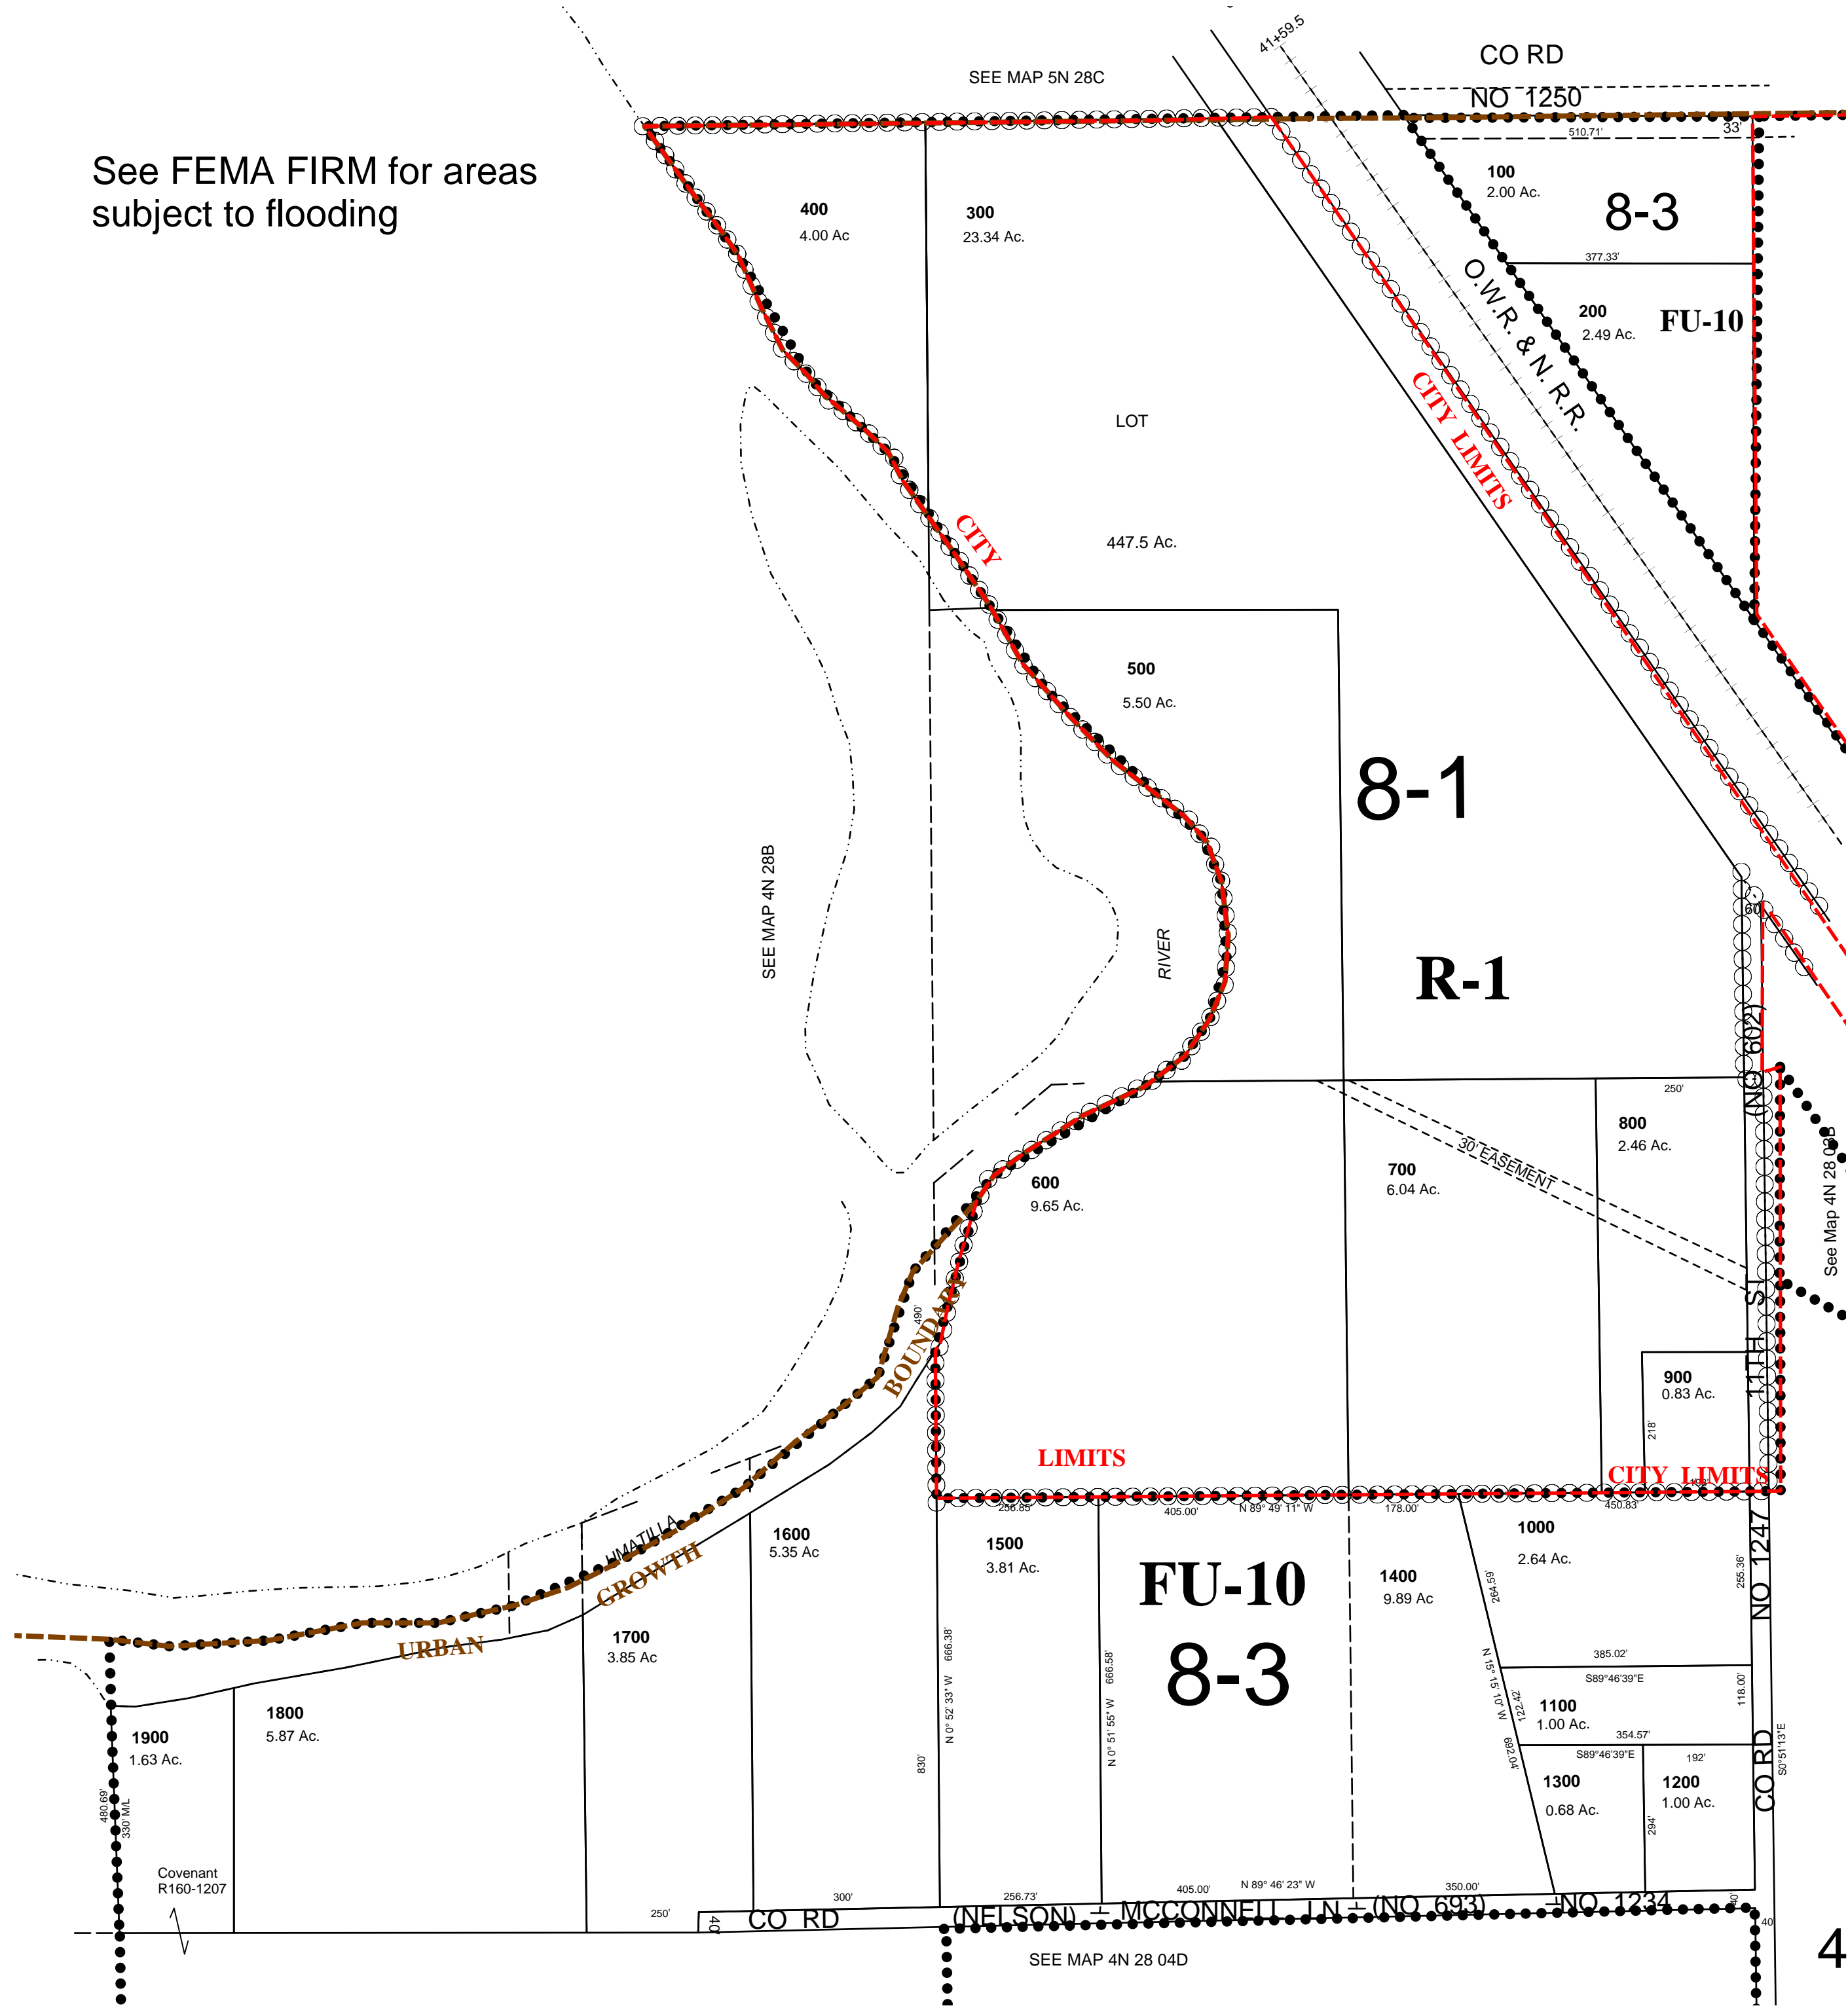 41+59.5
CO RD
SEE MAP 5N 28C
NO 1250
510.71'
33'
See FEMA FIRM for areas
subject to flooding
100
2.00 Ac.
8-3
400
4.00 Ac
300
23.34 Ac.
377.33'
O.W.R. & N. R.R.
200
2.49 Ac.
FU-10
CITY LIMITS
LOT
CITY
447.5 Ac.
500
5.50 Ac.
8-1
SEE MAP 4N 28B
RIVER
R-1
60'
(NO 602)
250'
800
2.46 Ac.
See Map 4N 28 03B
30' EASEMENT
700
6.04 Ac.
600
9.65 Ac.
490'
BOUNDARY
11TH ST
900
0.83 Ac.
218'
LIMITS
CITY LIMITS
193'
256.85'
405.00'
N 89° 49' 11" W
178.00'
450.83'
UMATILLA
GROWTH
URBAN
1600
5.35 Ac
1500
3.81 Ac.
FU-10
8-3
1400
9.89 Ac
1000
2.64 Ac.
264.59'
255.36'
NO 1247
1700
3.85 Ac
N 0° 52' 33" W 666.38'
N 0° 51' 55" W 666.58'
385.02'
S89°46'39"E
N 15° 15' 10" W
122.42'
1100
1.00 Ac.
118.00'
354.57'
S89°46'39"E
192'
262.04'
CO RD
S0°51'13"E
1800
5.87 Ac.
1900
1.63 Ac.
830'
1300
0.68 Ac.
1200
1.00 Ac.
294'
480.69'
330' M/L
Covenant
R160-1207
250'
40'
300'
256.73'
405.00'
N 89° 46' 23" W
350.00'
CO RD (NELSON) MCCONNELL LN (NO 693) NO 1234
40'
40'
SEE MAP 4N 28 04D
4